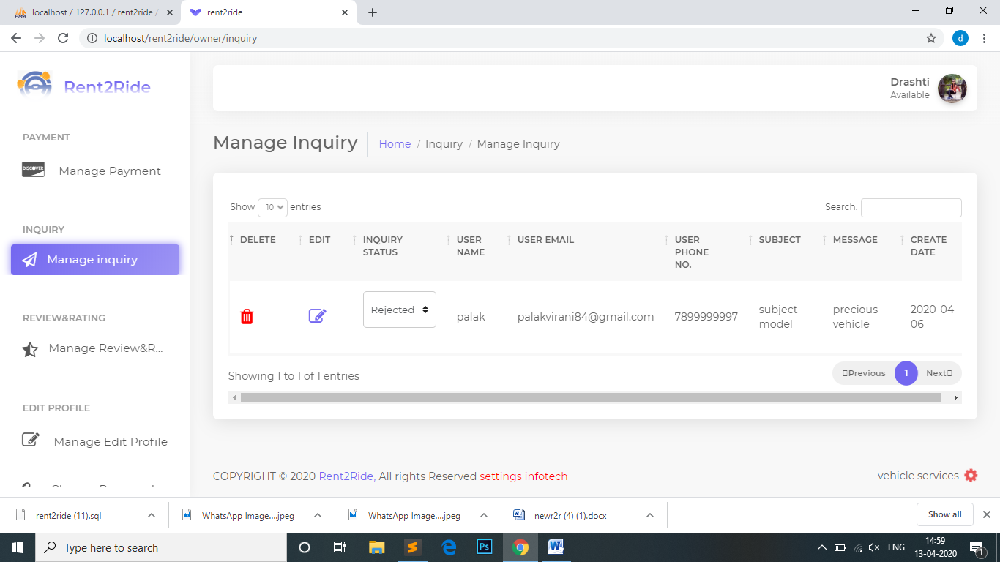 localhost / 127.0.0.1 / rent2ride /
rent2ride
localhost/rent2ride/owner/inquiry
d
Rent2Ride
Drashti
Available
PAYMENT
DISCOVER
Manage Payment
INQUIRY
Manage inquiry
REVIEW&RATING
Manage Review&R...
EDIT PROFILE
Manage Edit Profile
Manage Inquiry
Home / Inquiry / Manage Inquiry
Show 10 entries
Search:
DELETE
EDIT
INQUIRY
STATUS
USER
NAME
USER EMAIL
USER
PHONE
NO.
SUBJECT
MESSAGE
CREATE
DATE
Rejected
palak
palakvirani84@gmail.com
7899999997
subject
model
precious
vehicle
2020-04-
06
Showing 1 to 1 of 1 entries
Previous
1
Next
COPYRIGHT © 2020 Rent2Ride, All rights Reserved settings infotech
vehicle services
rent2ride (11).sql
WhatsApp Image....jpeg
WhatsApp Image....jpeg
newr2r (4) (1).docx
Show all
Type here to search
Ps
ENG
14:59
13-04-2020
1